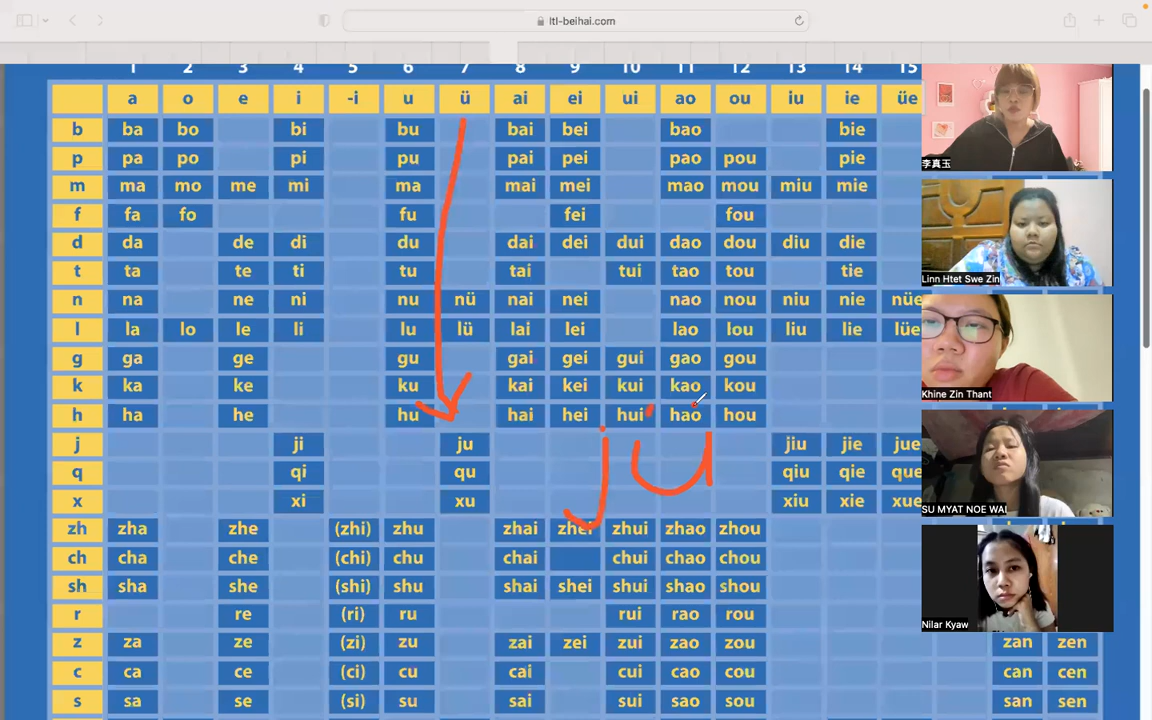 ltl-beihai.com
1 2 3 4 5 6 7 8 9 10 11 12 13 14 15
a o e i -i u ü ai ei ui ao ou iu ie üe
b ba bo bi bu bai bei bao bie
p pa po pi pu pai pei pao pou pie
m ma mo me mi ma mai mei mao mou miu mie
f fa fo fu fei fou
d da de di du dai dei dui dao dou diu die
t ta te ti tu tai tui tao tou tie
n na ne ni nu nü nai nei nao nou niu nie nüe
l la lo le li lu lü lai lei lao lou liu lie lüe
g ga ge gu gai gei gui gao gou
k ka ke ku kai kei kui kao kou
h ha he hu hai hei hui hao hou
j ji ju jiu jie jue
q qi qu qiu qie que
x xi xu xiu xie xue
zh zha zhe (zhi) zhu zhai zhei zhui zhao zhou
ch cha che (chi) chu chai chui chao chou
sh sha she (shi) shu shai shei shui shao shou
r re (ri) ru rui rao rou
z za ze (zi) zu zai zei zui zao zou zan zen
c ca ce (ci) cu cai cui cao cou can cen
s sa se (si) su sai sui sao sou san sen
ju
李真玉
Linn Htet Swe Zin
Khine Zin Thant
SU MYAT NOE WAI
Nilar Kyaw